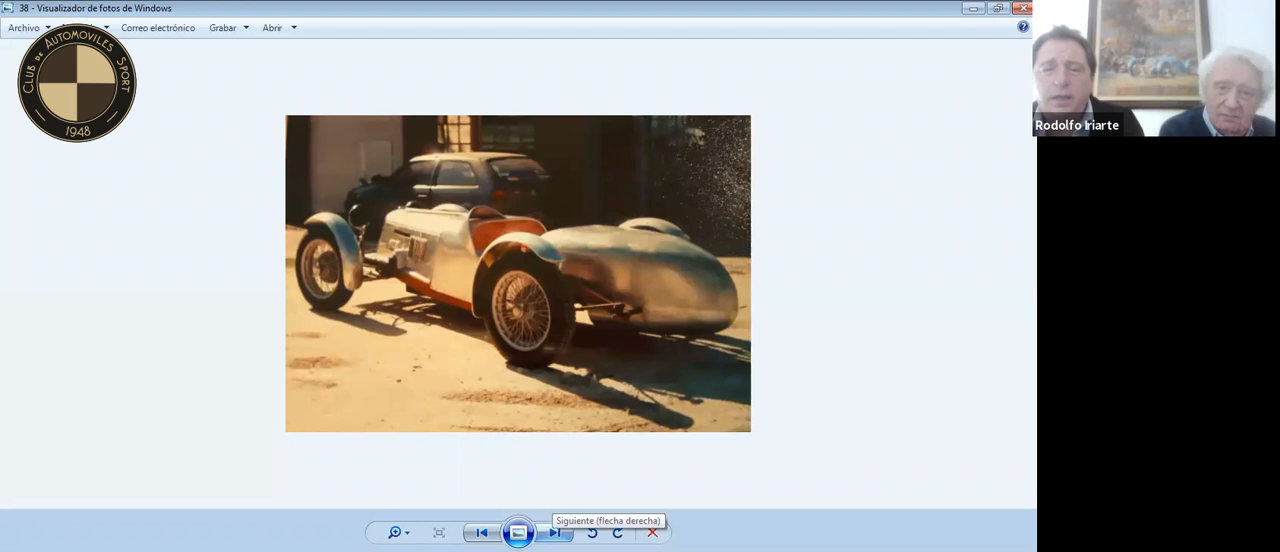 38 - Visualizador de fotos de Windows
Archivo
Correo electrónico
Grabar
Abrir
CLUB DE AUTOMOVILES SPORT
1948
Rodolfo Iriarte
Siguiente (flecha derecha)